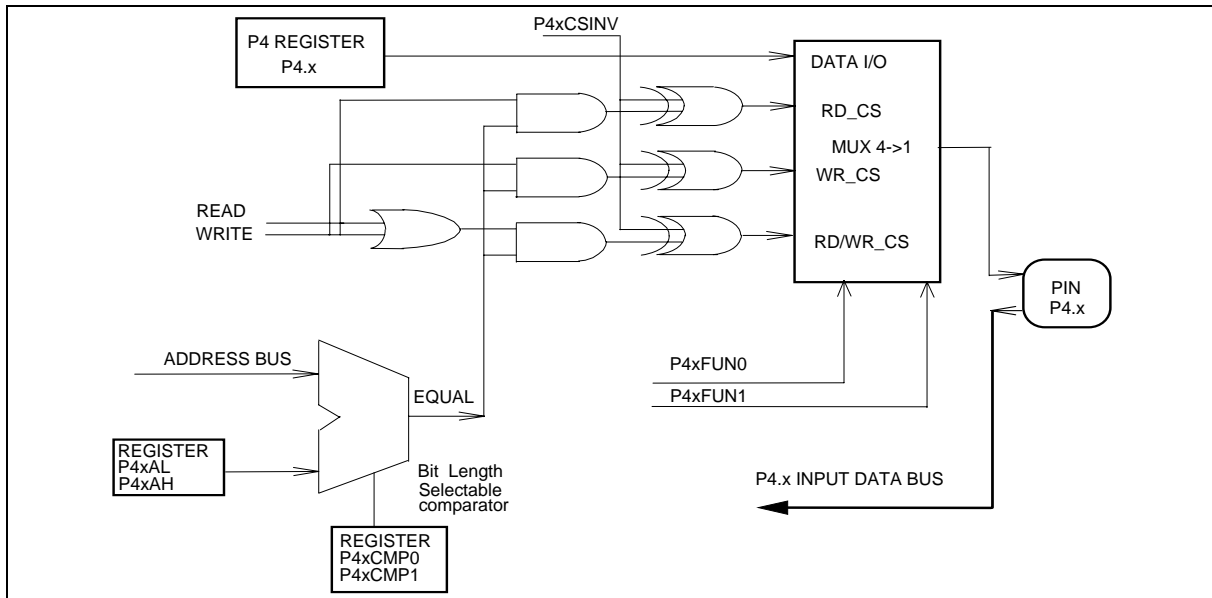 P4 REGISTER
P4.x
P4xCSINV
DATA I/O
RD_CS
MUX 4->1
WR_CS
RD/WR_CS
READ
WRITE
PIN
P4.x
ADDRESS BUS
EQUAL
P4xFUN0
P4xFUN1
REGISTER
P4xAL
P4xAH
Bit Length
Selectable
comparator
P4.x INPUT DATA BUS
REGISTER
P4xCMP0
P4xCMP1